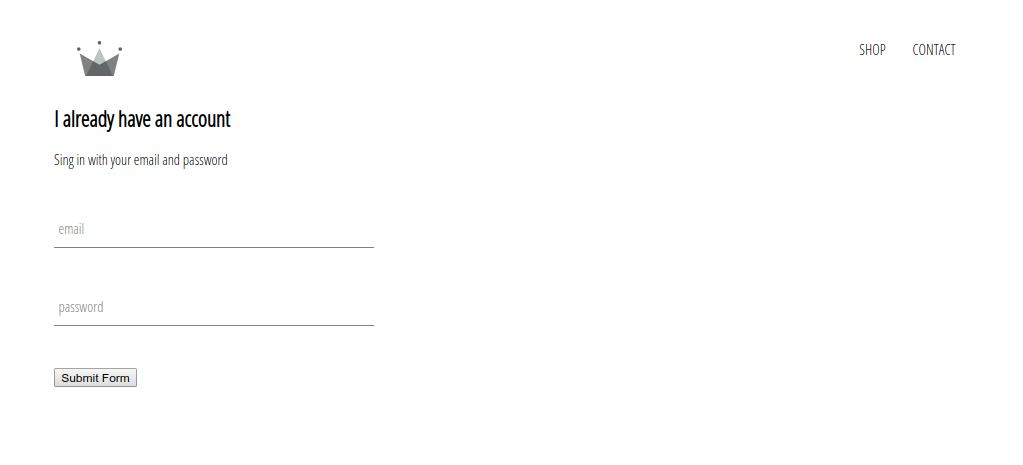 SHOP CONTACT
I already have an account
Sing in with your email and password
email
password
Submit Form